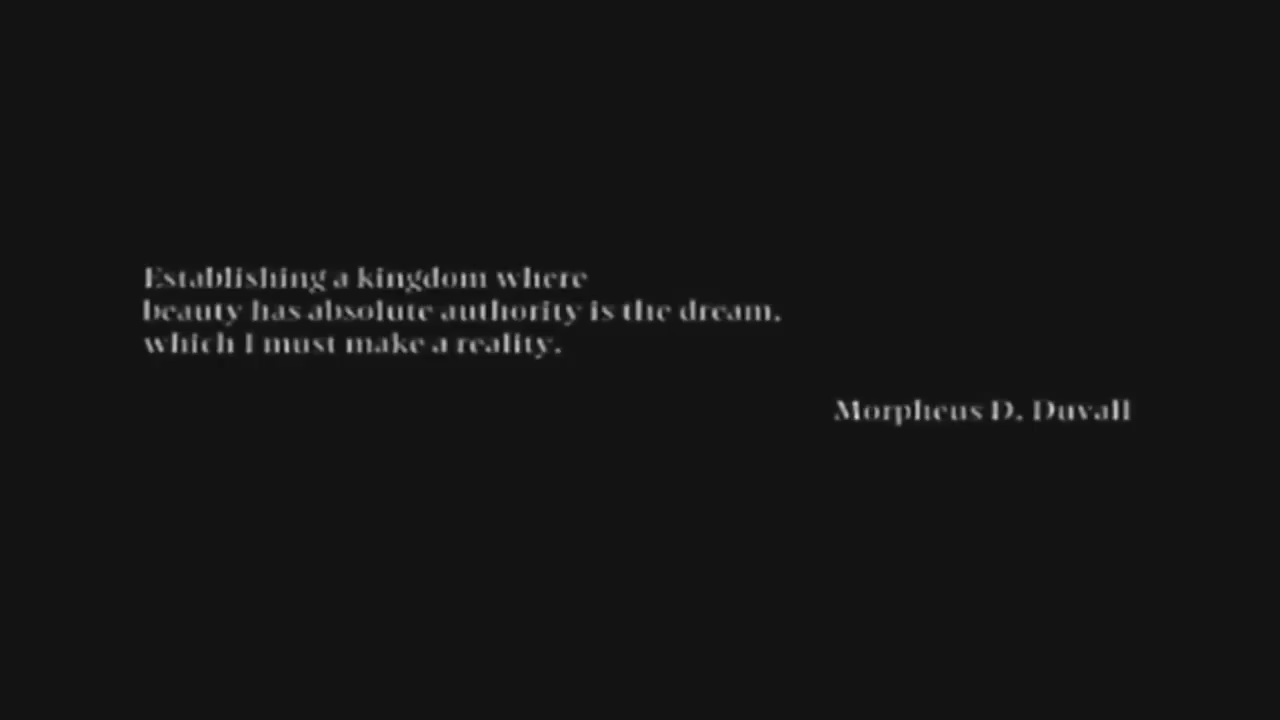 Establishing a kingdom where
beauty has absolute authority is the dream,
which I must make a reality.
Morpheus D. Duvall